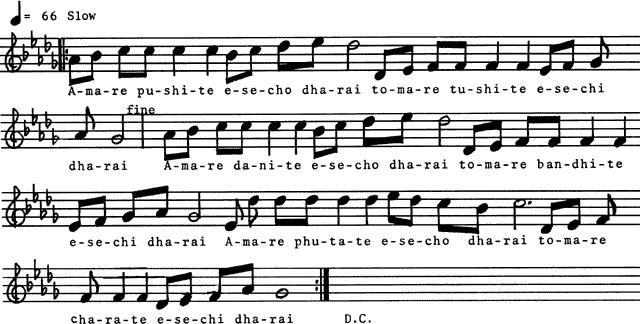 = 66 Slow
A-ma-re pu-shi-te e-se-cho dha-rai to-ma-re tu-shi-te e-se-chi
fine
dha-rai A-ma-re da-ni-te e-se-cho dha-rai to-ma-re ban-dhi-te
e-se-chi dha-rai A-ma-re phu-ta-te e-se-cho dha-rai to-ma-re
cha-ra-te e-se-chi dha-rai D.C.